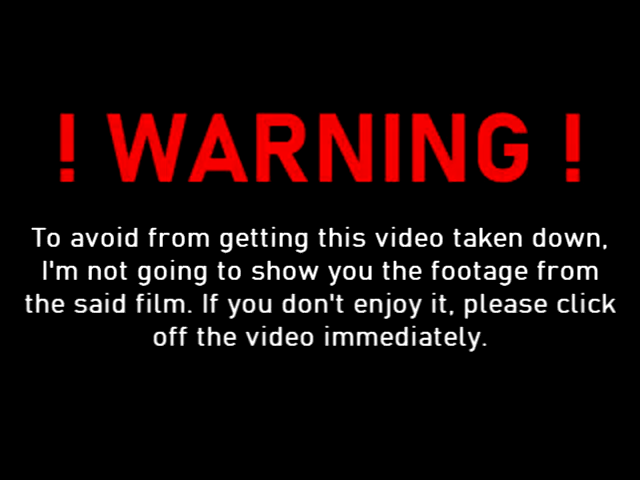 ! WARNING !
To avoid from getting this video taken down,
I'm not going to show you the footage from
the said film. If you don't enjoy it, please click
off the video immediately.